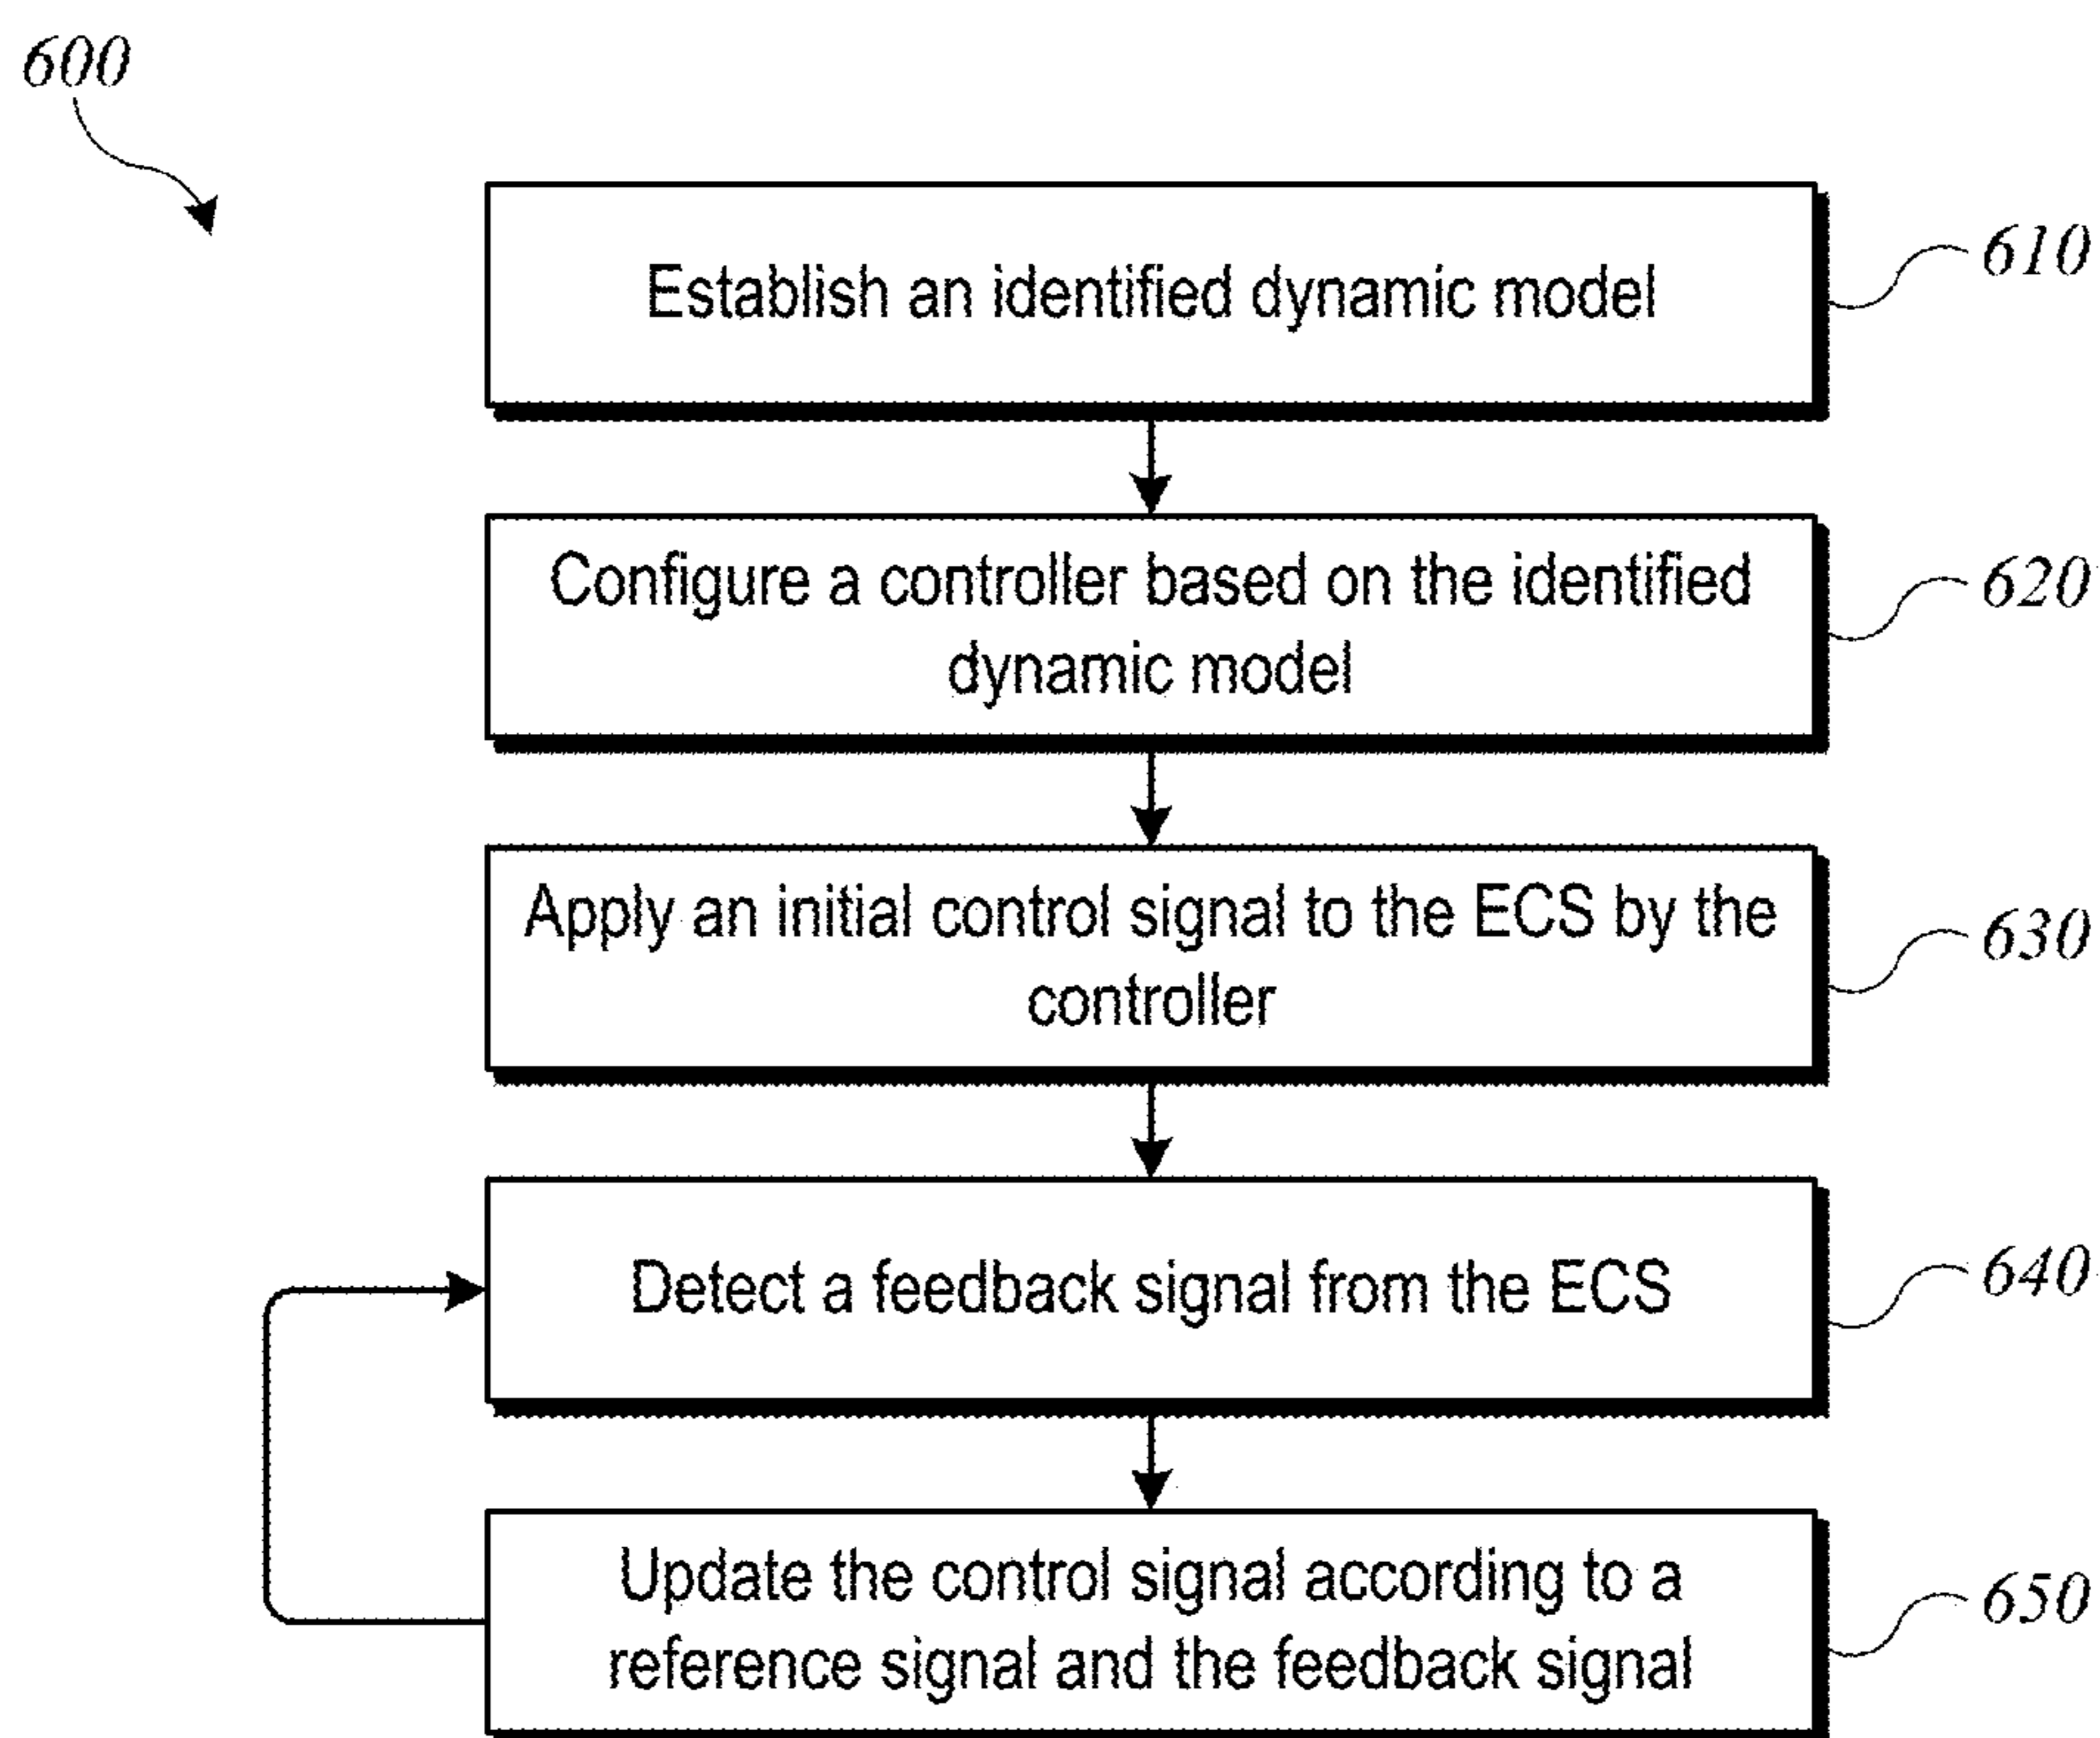 600
Establish an identified dynamic model
610
Configure a controller based on the identified
dynamic model
620
Apply an initial control signal to the ECS by the
controller
630
Detect a feedback signal from the ECS
640
Update the control signal according to a
reference signal and the feedback signal
650